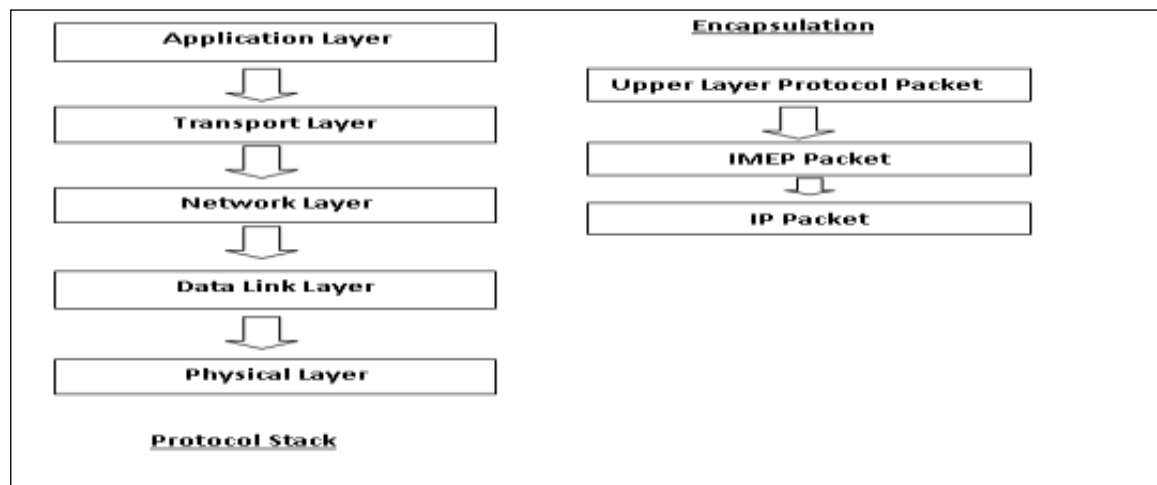 Application Layer
Transport Layer
Network Layer
Data Link Layer
Physical Layer
Protocol Stack
Encapsulation
Upper Layer Protocol Packet
IMEP Packet
IP Packet